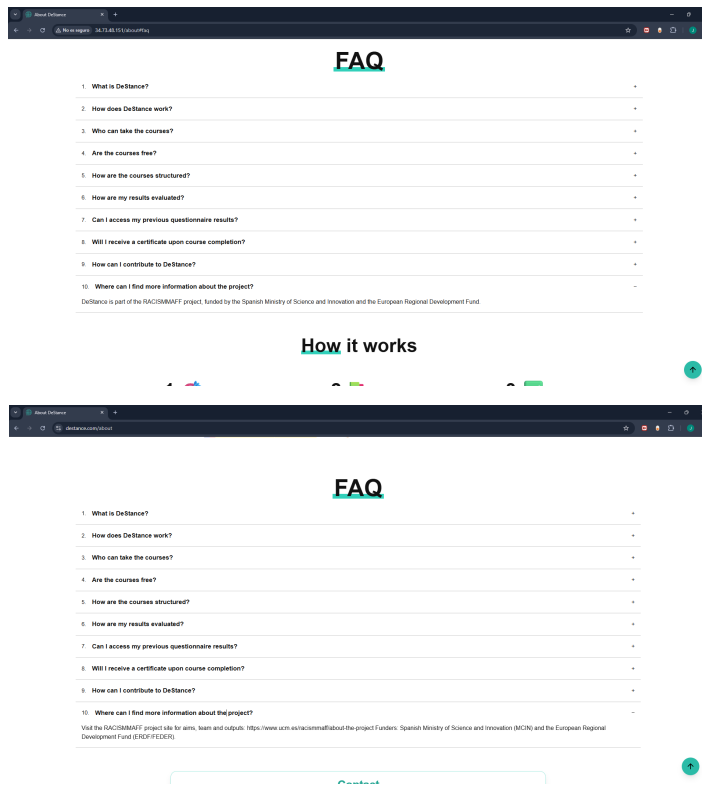 About DeStance
No es seguro 34.73.40.151/about#faq
FAQ
1. What is DeStance? +
2. How does DeStance work? +
3. Who can take the courses? +
4. Are the courses free? +
5. How are the courses structured? +
6. How are my results evaluated? +
7. Can I access my previous questionnaire results? +
8. Will I receive a certificate upon course completion? +
9. How can I contribute to DeStance? +
10. Where can I find more information about the project? −
DeStance is part of the RACISMMAFF project, funded by the Spanish Ministry of Science and Innovation and the European Regional Development Fund.
How it works
About DeStance
destance.com/about
FAQ
1. What is DeStance? +
2. How does DeStance work? +
3. Who can take the courses? +
4. Are the courses free? +
5. How are the courses structured? +
6. How are my results evaluated? +
7. Can I access my previous questionnaire results? +
8. Will I receive a certificate upon course completion? +
9. How can I contribute to DeStance? +
10. Where can I find more information about the project? −
Visit the RACISMMAFF project site for aims, team and outputs: https://www.ucm.es/racismmaff/about-the-project Funders: Spanish Ministry of Science and Innovation (MCIN) and the European Regional
Development Fund (ERDF/FEDER).